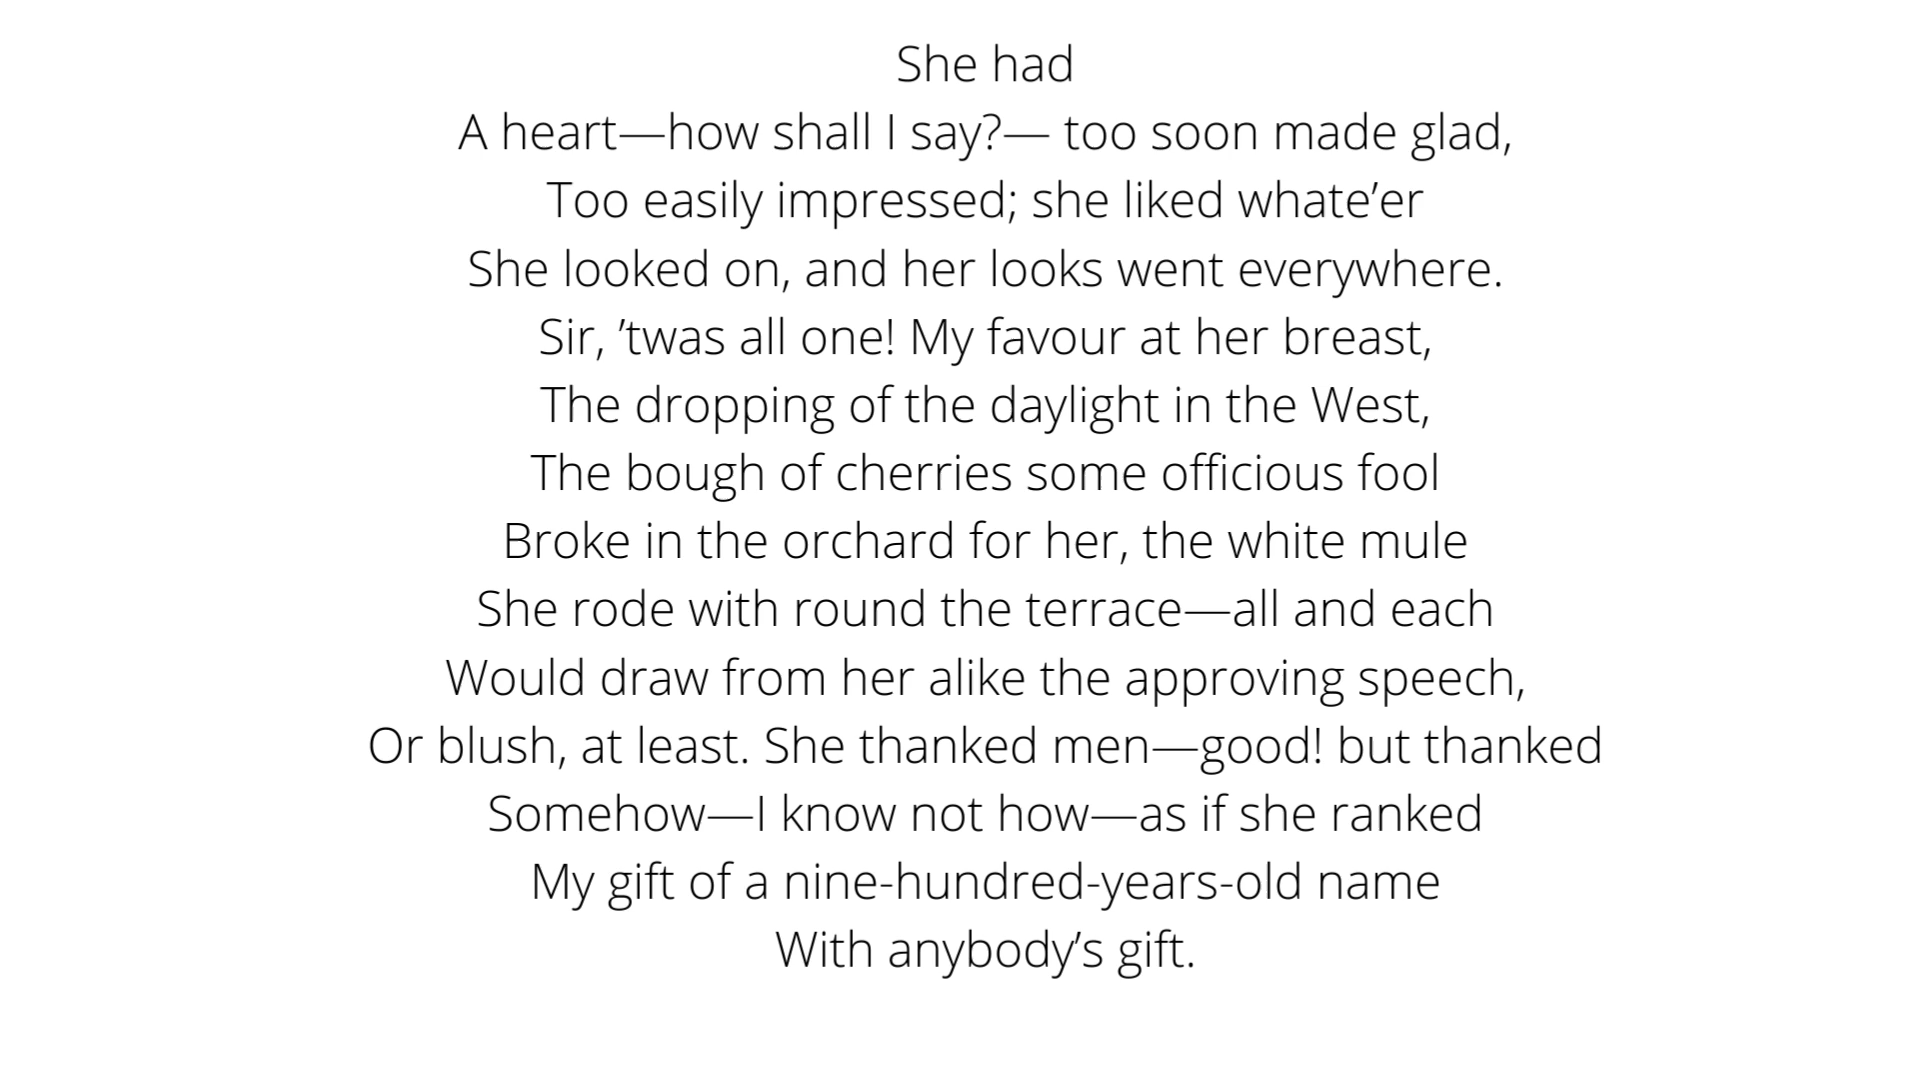 She had
A heart—how shall I say?— too soon made glad,
Too easily impressed; she liked whate’er
She looked on, and her looks went everywhere.
Sir, ’twas all one! My favour at her breast,
The dropping of the daylight in the West,
The bough of cherries some officious fool
Broke in the orchard for her, the white mule
She rode with round the terrace—all and each
Would draw from her alike the approving speech,
Or blush, at least. She thanked men—good! but thanked
Somehow—I know not how—as if she ranked
My gift of a nine-hundred-years-old name
With anybody’s gift.